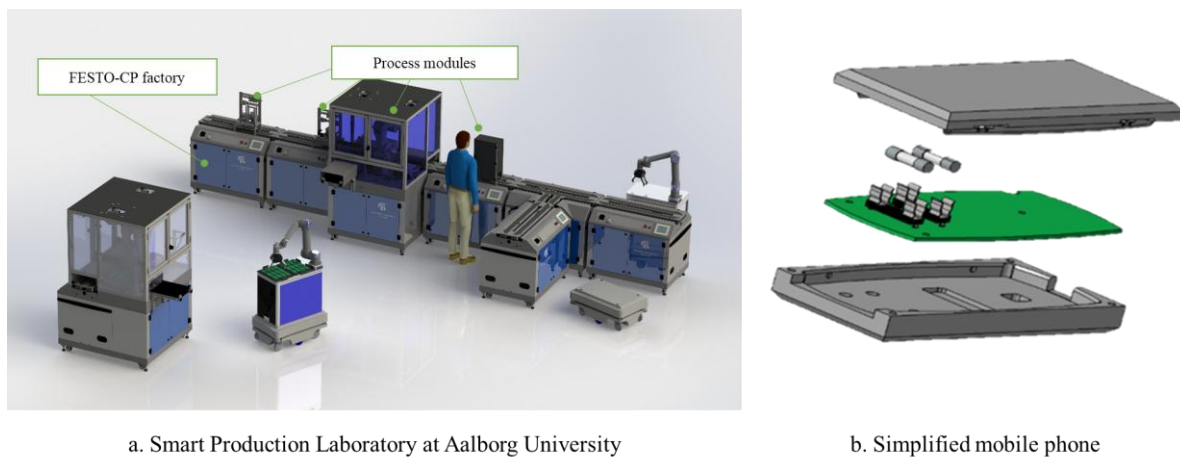 FESTO-CP factory
Process modules
a. Smart Production Laboratory at Aalborg University
b. Simplified mobile phone